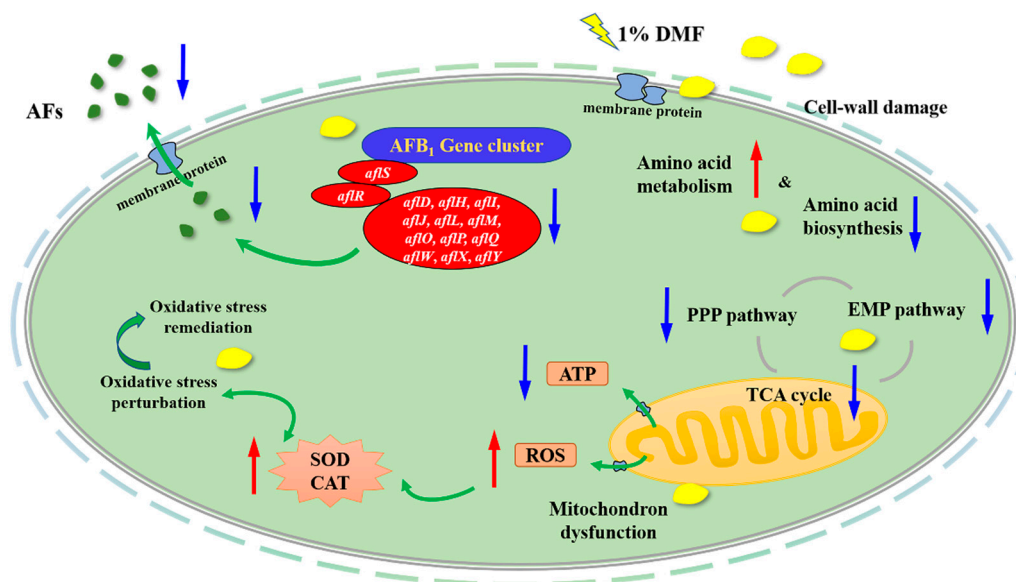 1% DMF
AFs
membrane protein
Cell-wall damage
membrane protein
AFB1 Gene cluster
aflS
aflR
aflD, aflH, aflI,
aflJ, aflL, aflM,
aflO, aflP, aflQ
aflW, aflX, aflY
Amino acid
metabolism
&
Amino acid
biosynthesis
Oxidative stress
remediation
Oxidative stress
perturbation
PPP pathway
EMP pathway
TCA cycle
ATP
ROS
SOD
CAT
Mitochondron
dysfunction